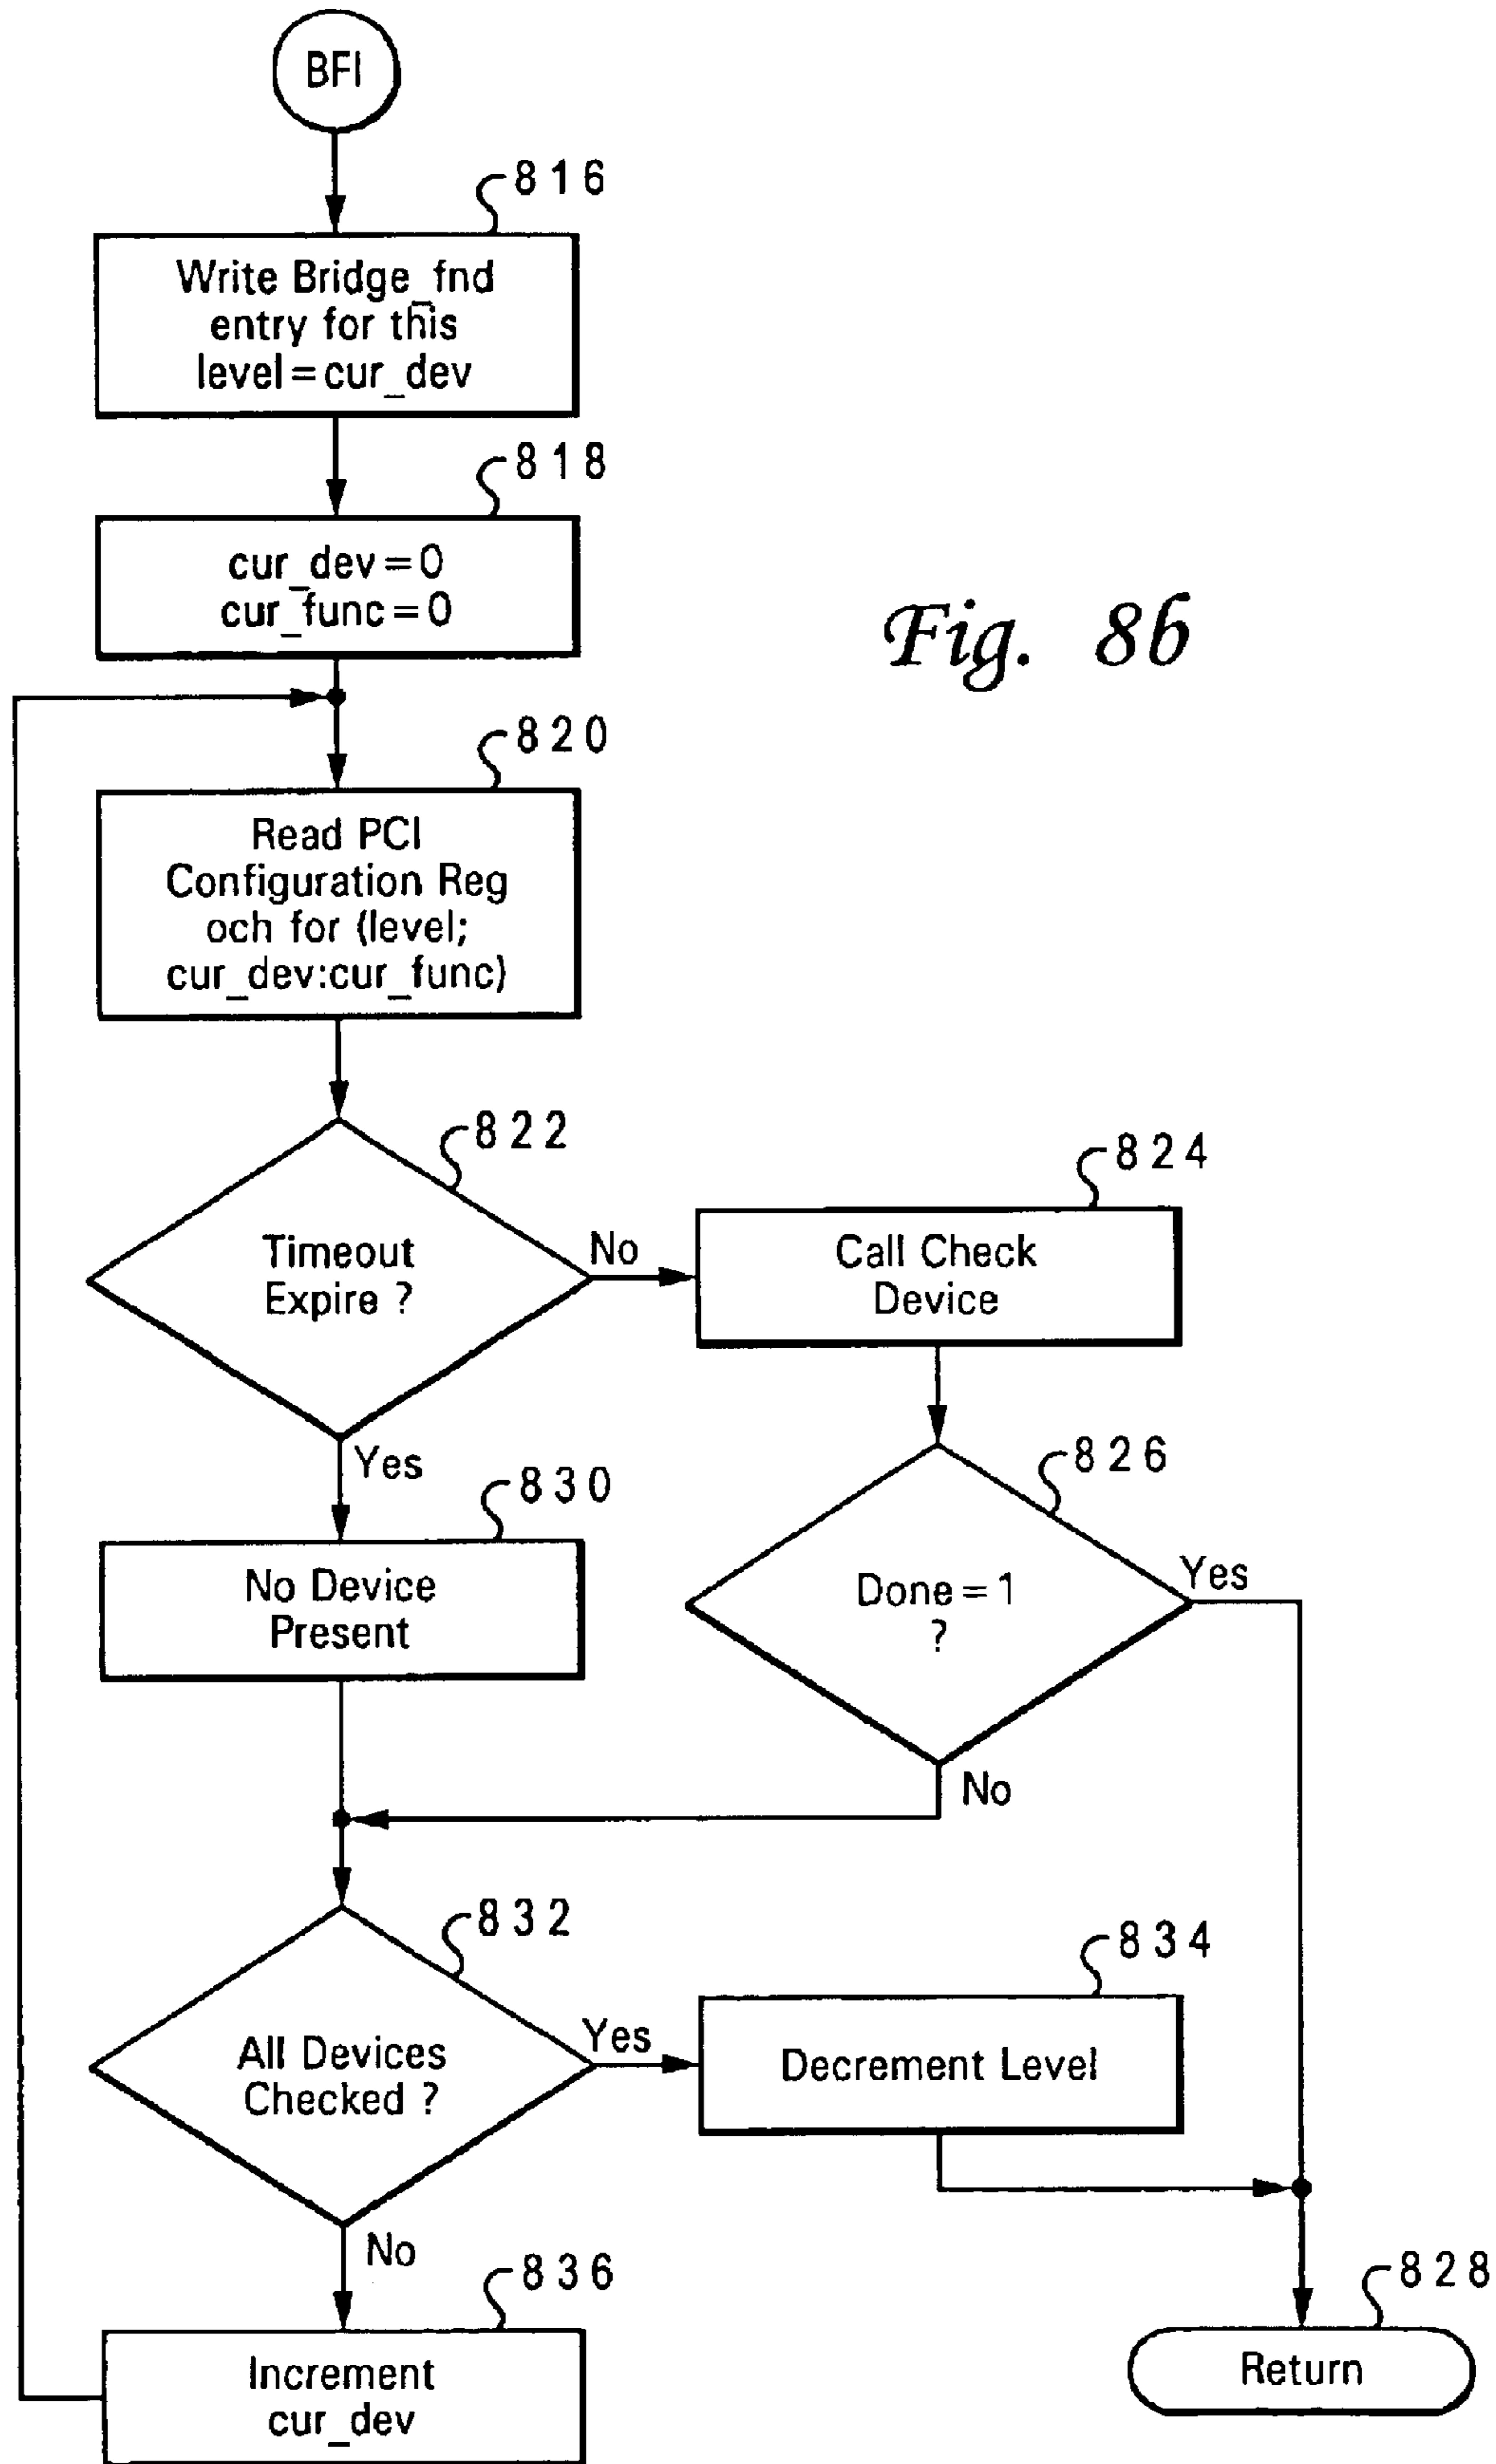 BFI
816
Write Bridge_fnd
entry for this
level=cur_dev
818
cur_dev=0
cur_func=0
Fig. 8b
820
Read PCI
Configuration Reg
och for (level;
cur_dev:cur_func)
822
Timeout
Expire ?
No
824
Call Check
Device
Yes
826
Done=1
?
Yes
No
830
No Device
Present
832
All Devices
Checked ?
Yes
834
Decrement Level
No
836
Increment
cur_dev
828
Return